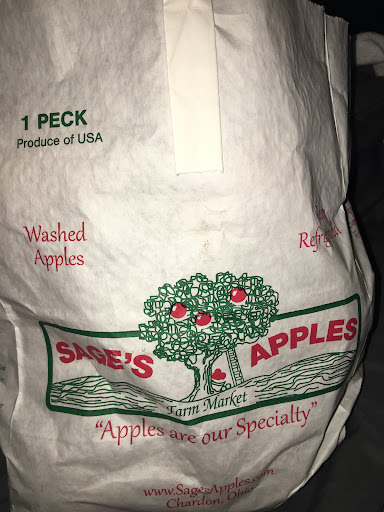 1 PECK
Produce of USA
Washed
Apples
SAGE'S APPLES
Farm Market
"Apples are our Specialty"
www.SagesApples.com
Chardon, Ohio